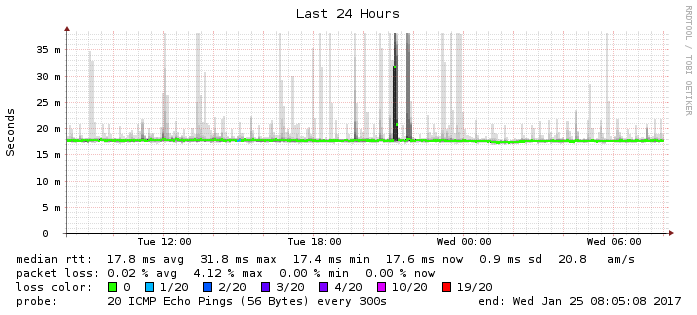 Last 24 Hours
RRDTOOL / TOBI OETIKER
Seconds
35 m
30 m
25 m
20 m
15 m
10 m
5 m
0
Tue 12:00 Tue 18:00 Wed 00:00 Wed 06:00
median rtt: 17.8 ms avg 31.8 ms max 17.4 ms min 17.6 ms now 0.9 ms sd 20.8 am/s
packet loss: 0.02 % avg 4.12 % max 0.00 % min 0.00 % now
loss color: 0 1/20 2/20 3/20 4/20 10/20 19/20
probe: 20 ICMP Echo Pings (56 Bytes) every 300s end: Wed Jan 25 08:05:08 2017